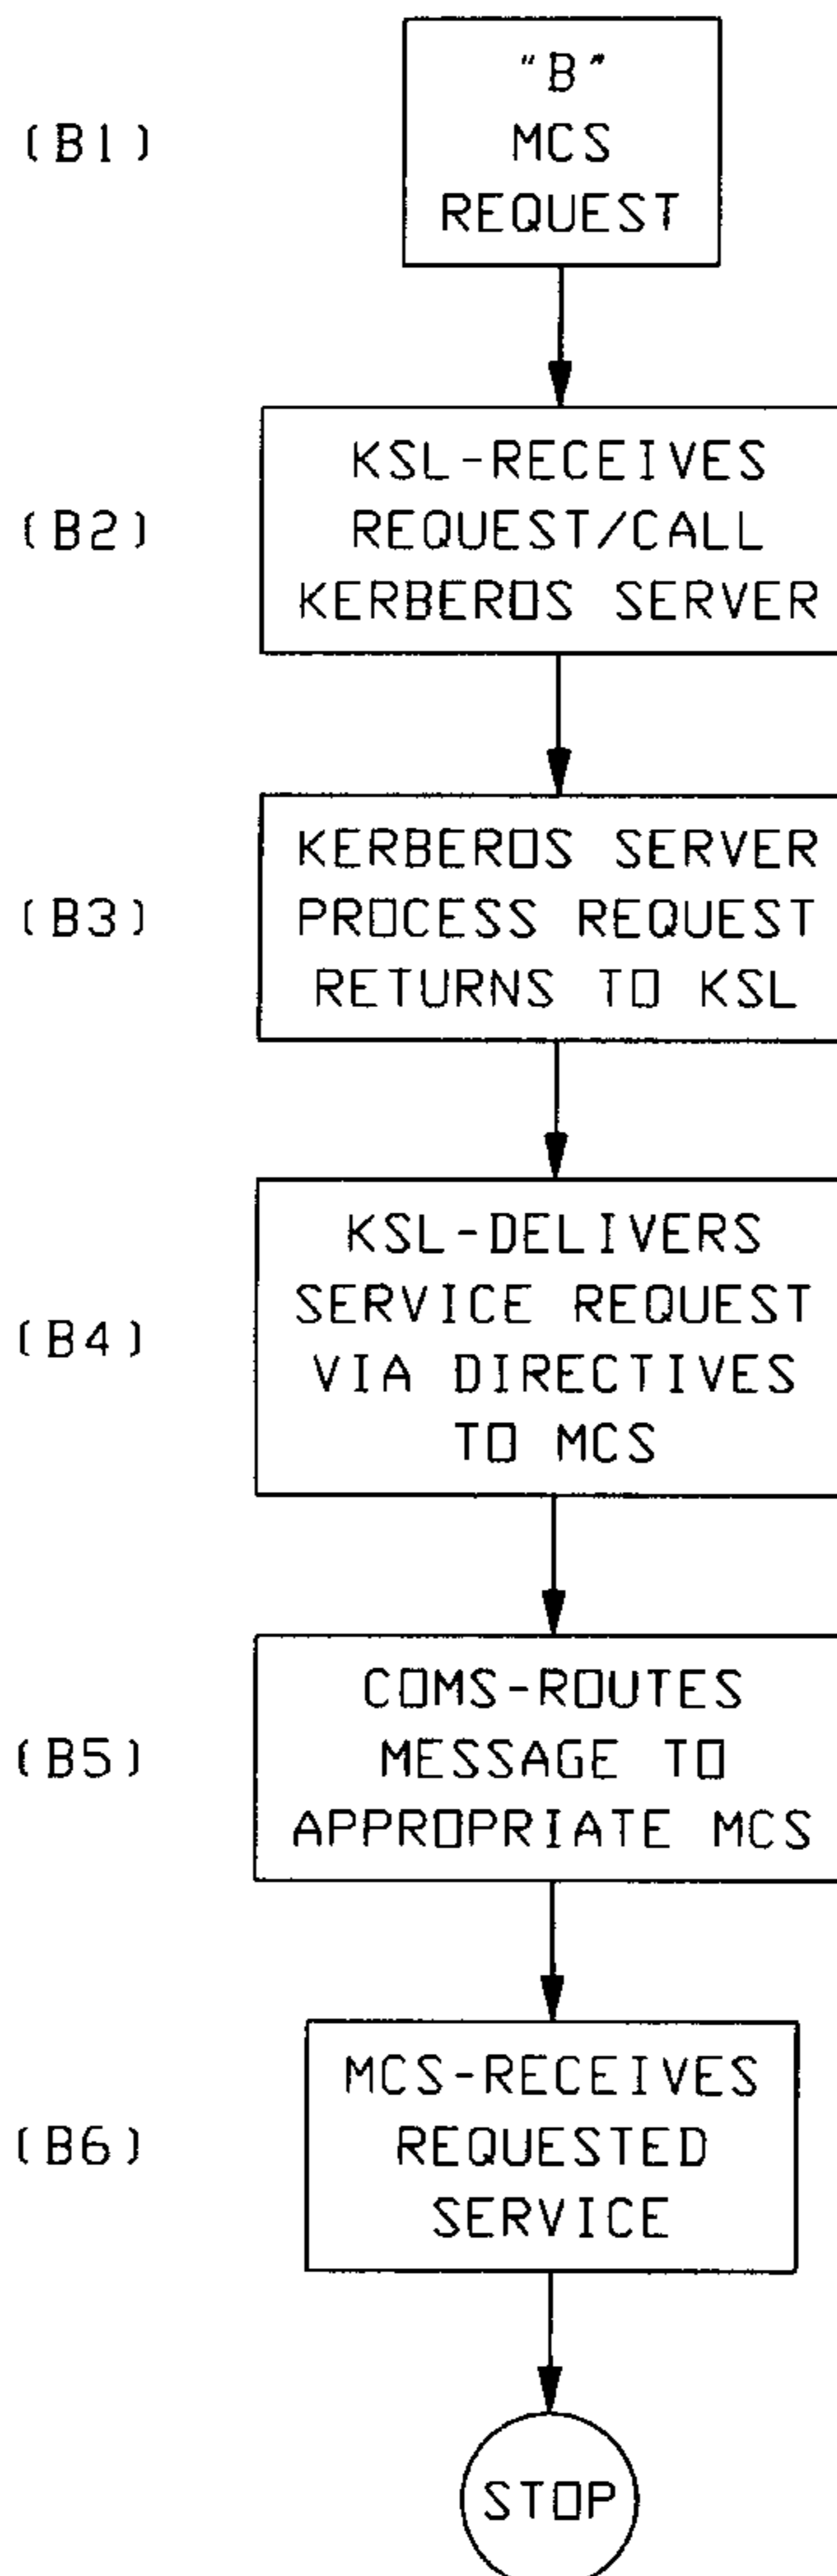 (B1)
"B"
MCS
REQUEST
(B2)
KSL-RECEIVES
REQUEST/CALL
KERBEROS SERVER
(B3)
KERBEROS SERVER
PROCESS REQUEST
RETURNS TO KSL
(B4)
KSL-DELIVERS
SERVICE REQUEST
VIA DIRECTIVES
TO MCS
(B5)
COMS-ROUTES
MESSAGE TO
APPROPRIATE MCS
(B6)
MCS-RECEIVES
REQUESTED
SERVICE
STOP